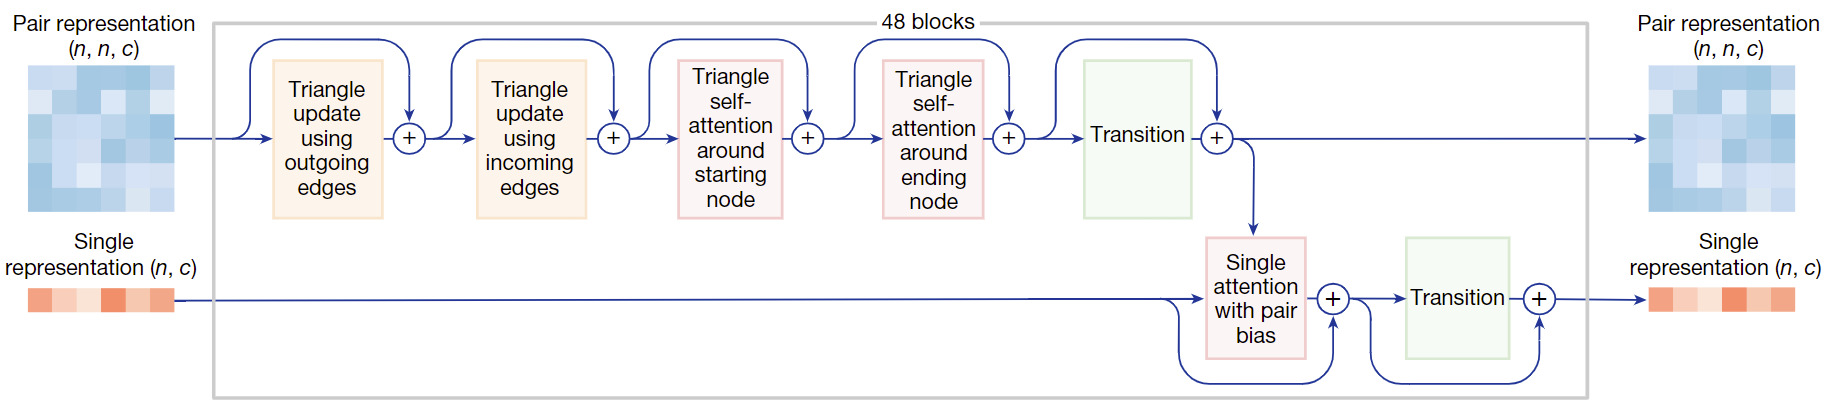 48 blocks
Pair representation
(n, n, c)
Triangle
update
using
outgoing
edges
+
Triangle
update
using
incoming
edges
+
Triangle
self-
attention
around
starting
node
+
Triangle
self-
attention
around
ending
node
+
Transition
+
Pair representation
(n, n, c)
Single
representation (n, c)
Single
attention
with pair
bias
+
Transition
+
Single
representation (n, c)